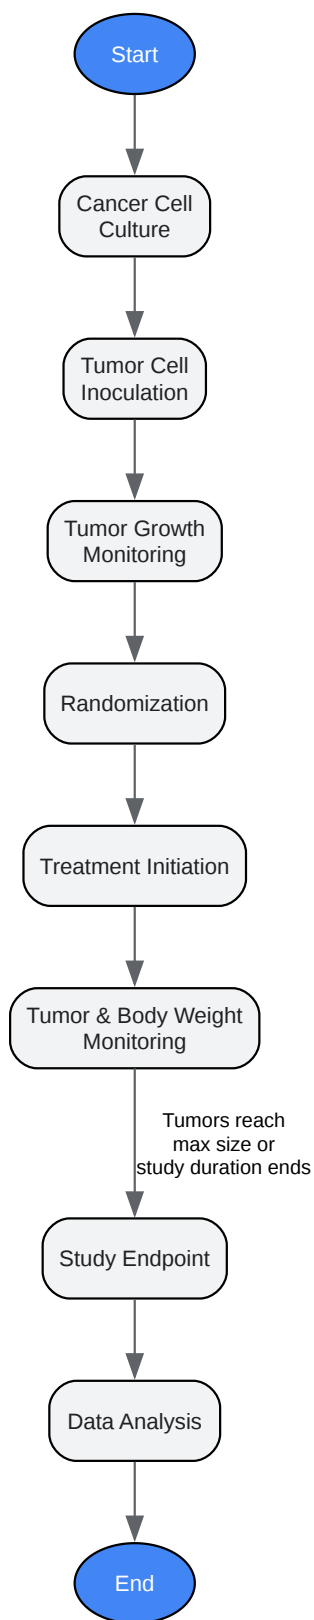 Start
Cancer Cell
Culture
Tumor Cell
Inoculation
Tumor Growth
Monitoring
Randomization
Treatment Initiation
Tumor & Body Weight
Monitoring
Tumors reach
max size or
study duration ends
Study Endpoint
Data Analysis
End